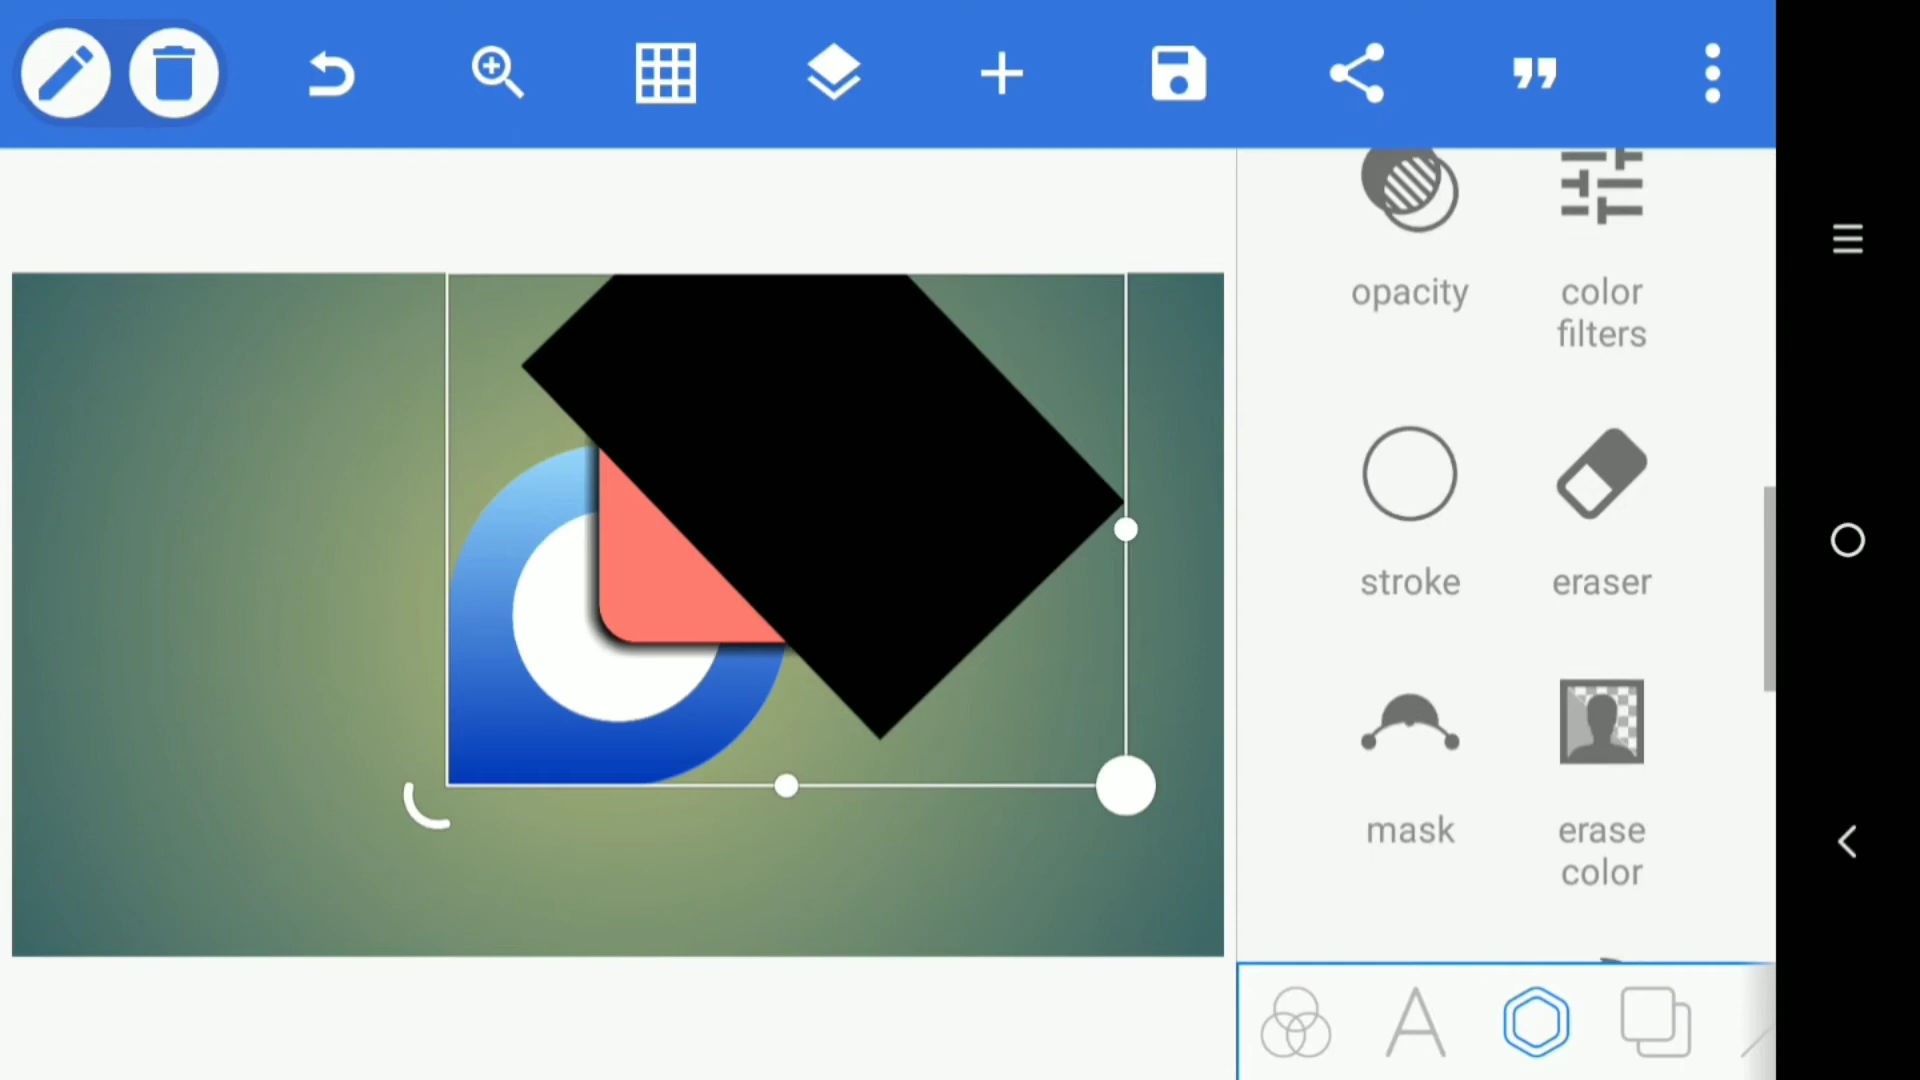 opacity
color
filters
stroke
eraser
mask
erase
color